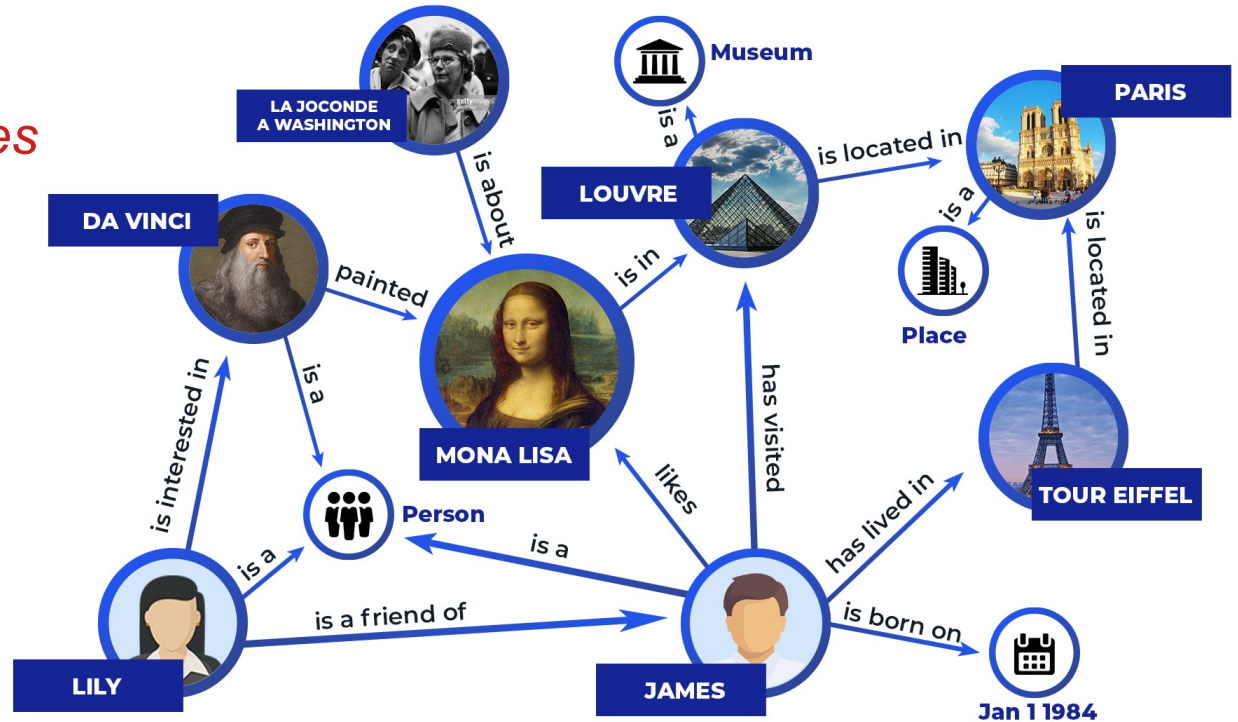 es
LA JOCONDE
A WASHINGTON
gettyimages
Museum
PARIS
is a
is located in
DA VINCI
LOUVRE
is about
is a
is located in
painted
is in
Place
is a
has visited
MONA LISA
is interested in
likes
TOUR EIFFEL
Person
has lived in
is a
is a
is a friend of
is born on
LILY
JAMES
Jan 1 1984